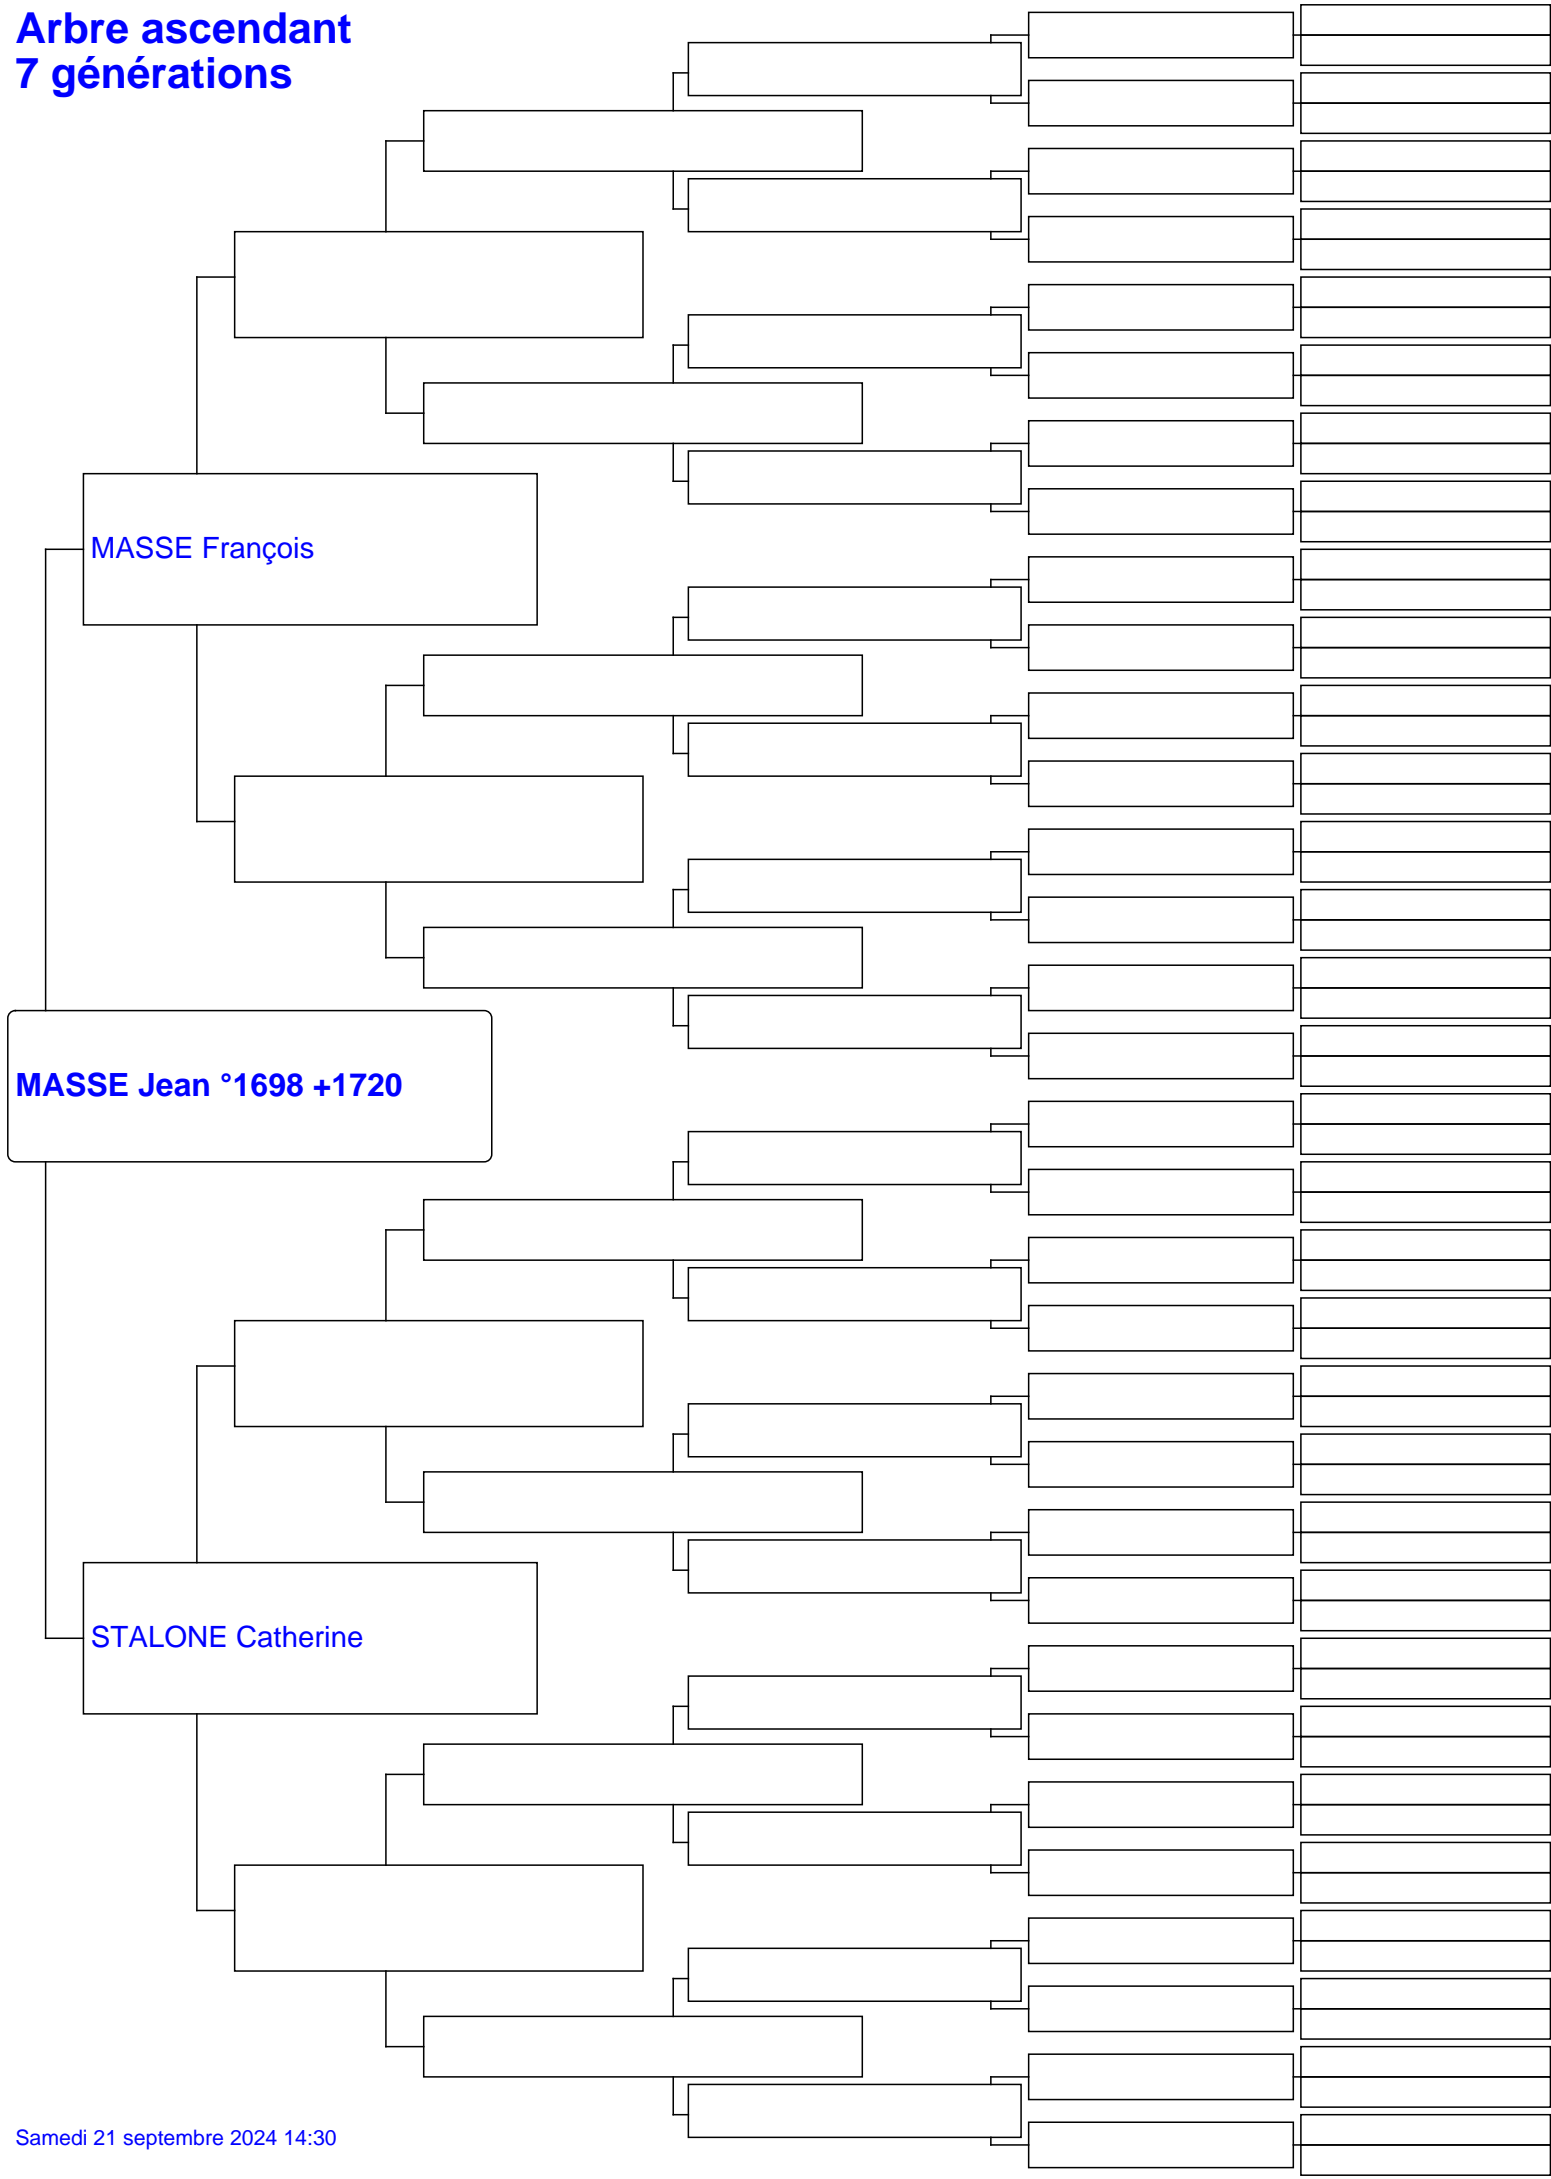 Arbre ascendant
7 générations
MASSE François
MASSE Jean °1698 +1720
STALONE Catherine
Samedi 21 septembre 2024 14:30